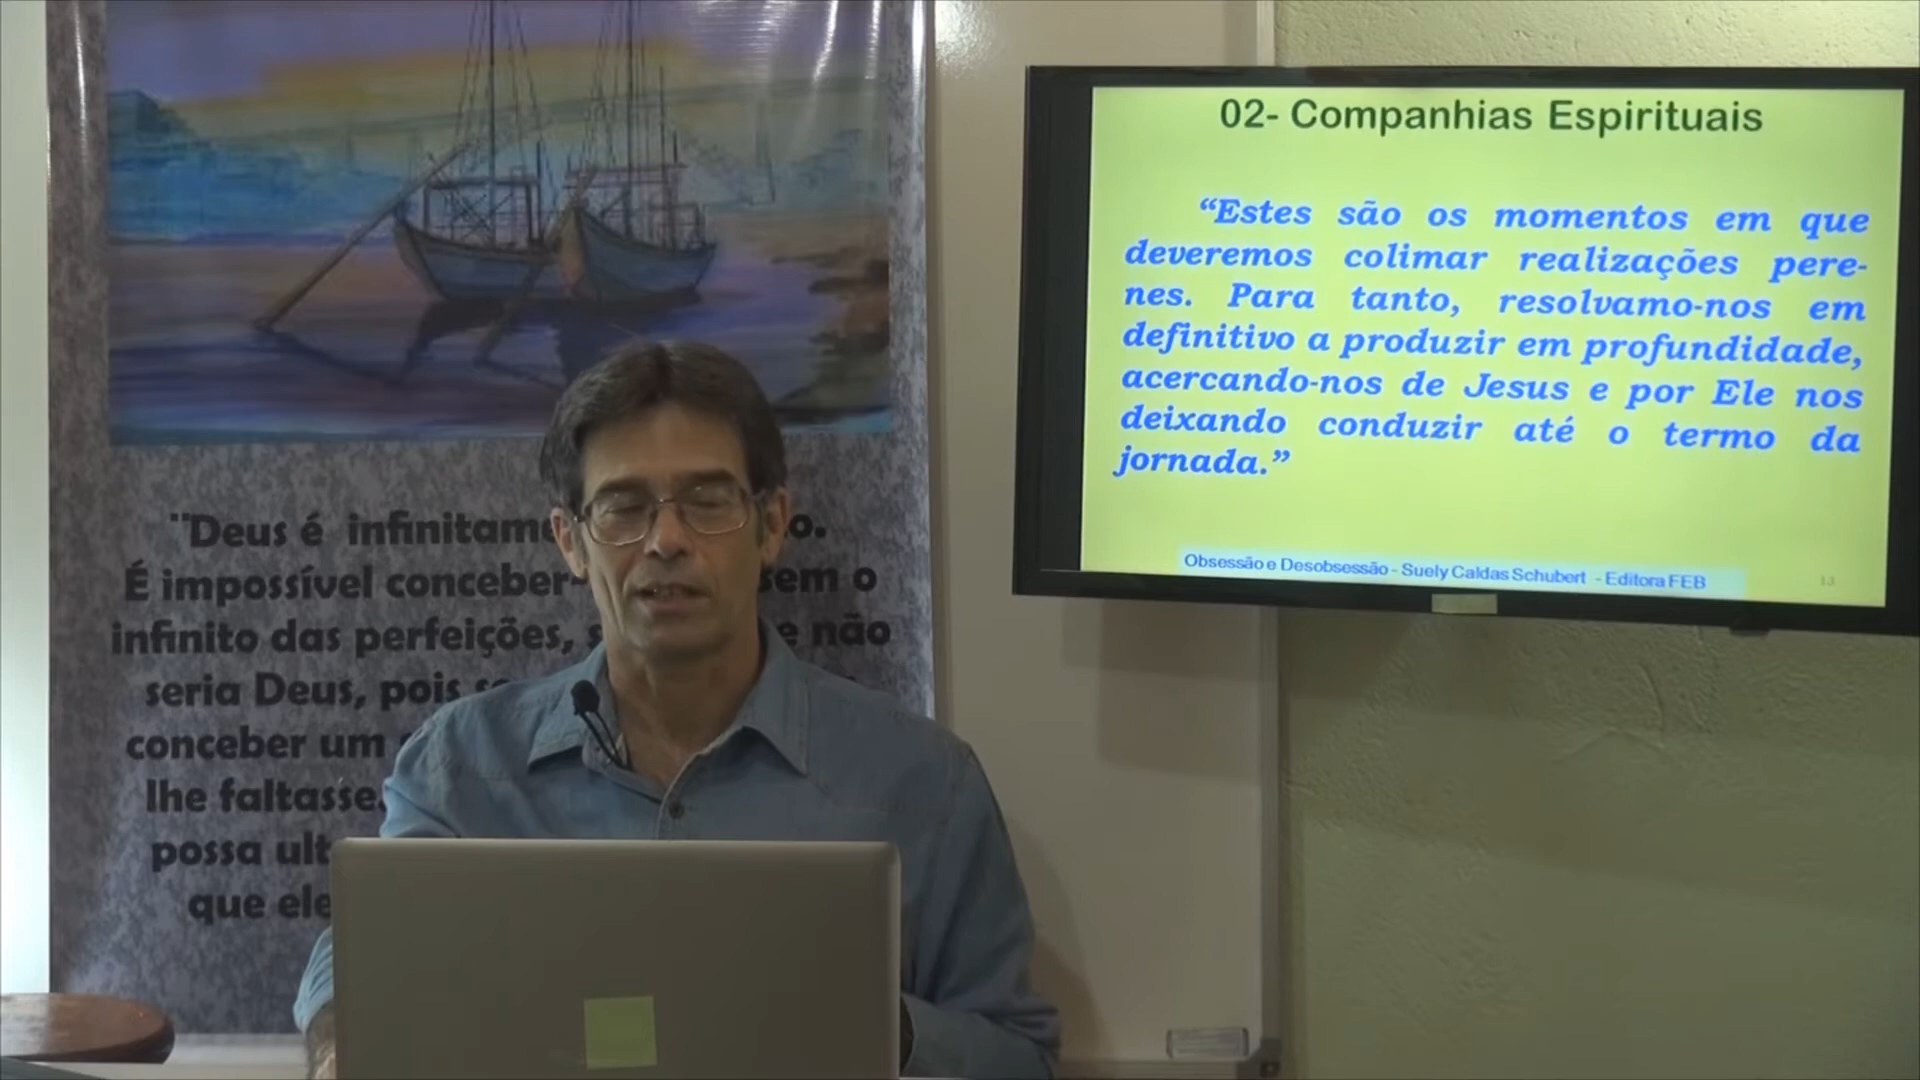 02- Companhias Espirituais
“Estes são os momentos em que
deveremos colimar realizações pere-
nes. Para tanto, resolvamo-nos em
definitivo a produzir em profundidade,
acercando-nos de Jesus e por Ele nos
deixando conduzir até o termo da
jornada.”
Obsessão e Desobsessão - Suely Caldas Schubert - Editora FEB
13
¨Deus é infinitame o.
É impossível conceber- sem o
infinito das perfeições, s e não
seria Deus, pois
conceber um
lhe faltasse.
possa ult
que ele